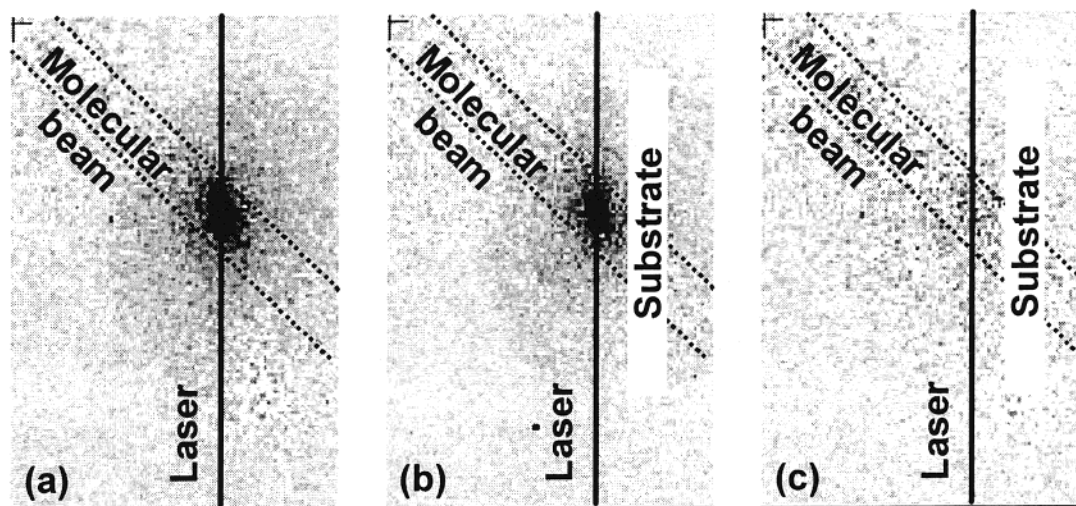 Molecular
beam
Laser
(a)
Molecular
beam
Substrate
Laser
(b)
Molecular
beam
Substrate
Laser
(c)